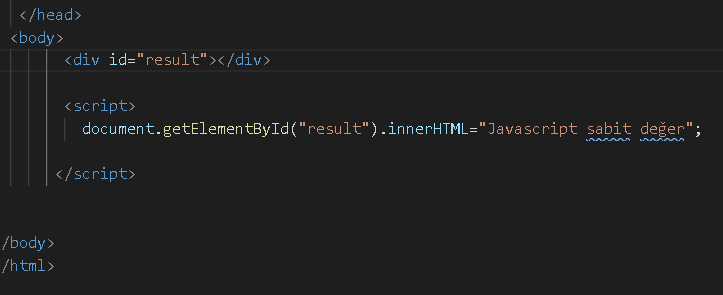 </head>
<body>
<div id="result"></div>
<script>
document.getElementById("result").innerHTML="Javascript sabit değer";
</script>
/body>
/html>